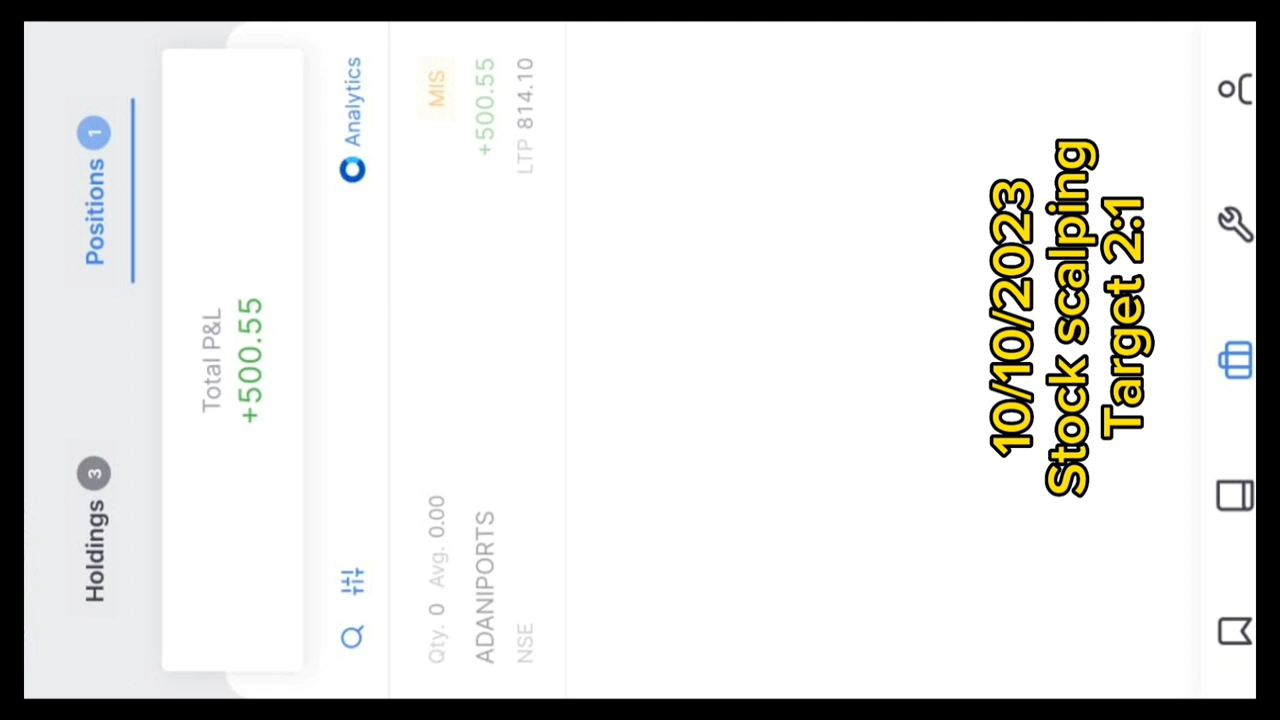 Holdings 3
Positions 1
Total P&L
+500.55
Analytics
Qty. 0 Avg. 0.00
MIS
ADANIPORTS
+500.55
NSE
LTP 814.10
10/10/2023
Stock scalping
Target 2:1